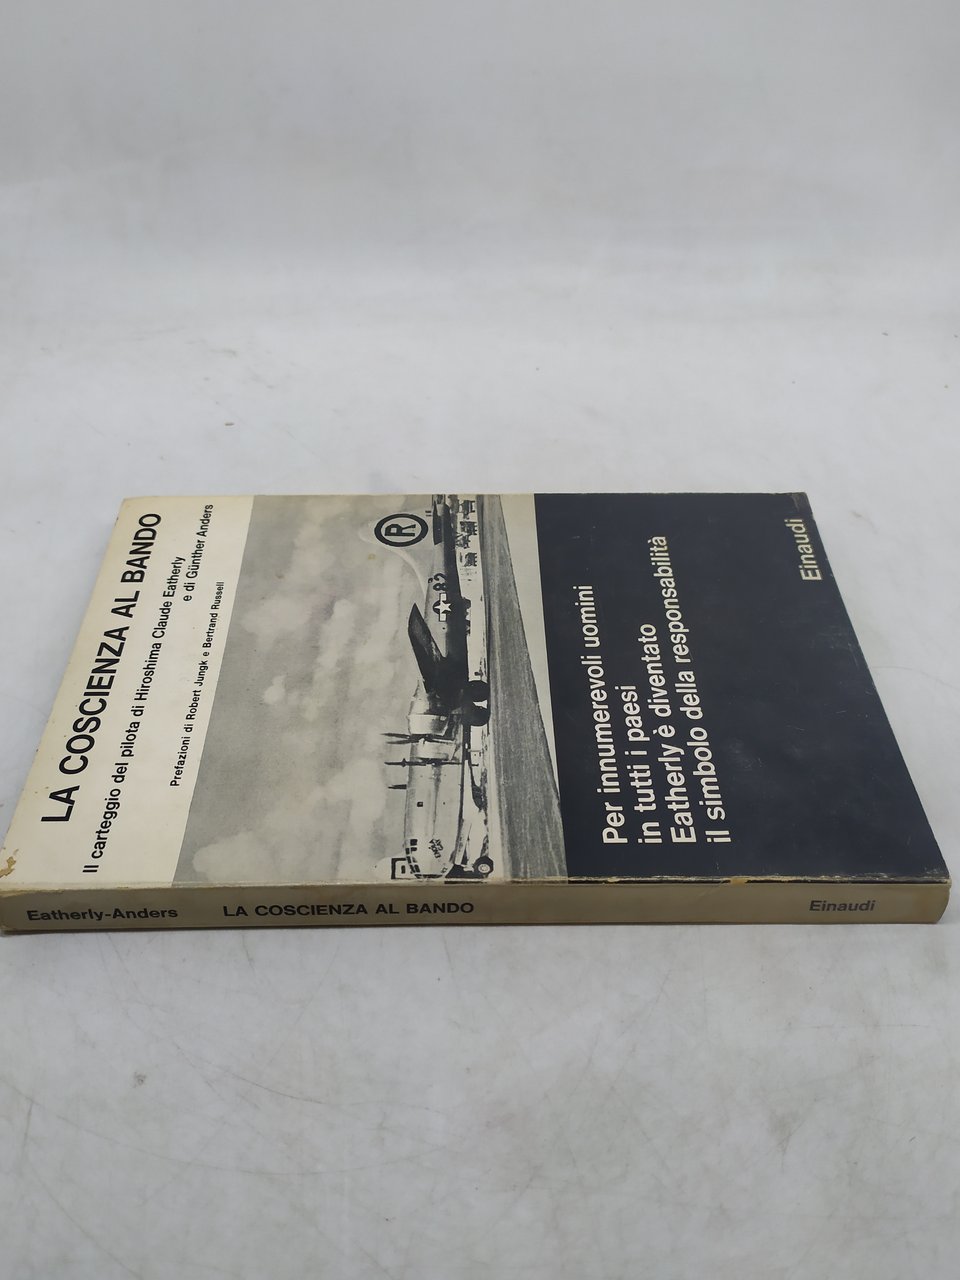 LA COSCIENZA AL BANDO
Il carteggio del pilota di Hiroshima Claude Eatherly
e di Günther Anders
Prefazioni di Robert Jungk e Bertrand Russell
R
82
Per innumerevoli uomini
in tutti i paesi
Eatherly è diventato
il simbolo della responsabilità
Einaudi
Eatherly-Anders
LA COSCIENZA AL BANDO
Einaudi